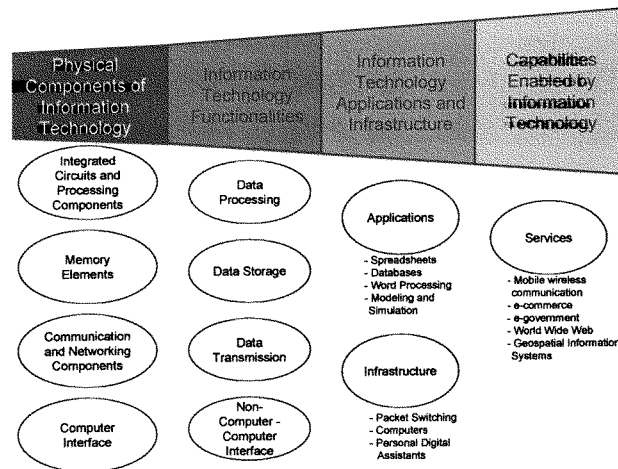 Physical
Components of
Information
Technology
Information
Technology
Functionalities
Information
Technology
Applications and
Infrastructure
Capabilities
Enabled by
Information
Technology
Integrated
Circuits and
Processing
Components
Memory
Elements
Communication
and Networking
Components
Computer
Interface
Data
Processing
Data Storage
Data
Transmission
Non-
Computer -
Computer
Interface
Applications
- Spreadsheets
- Databases
- Word Processing
- Modeling and
Simulation
Infrastructure
- Packet Switching
- Computers
- Personal Digital
Assistants
Services
- Mobile wireless
communication
- e-commerce
- e-government
- World Wide Web
- Geospatial Information
Systems